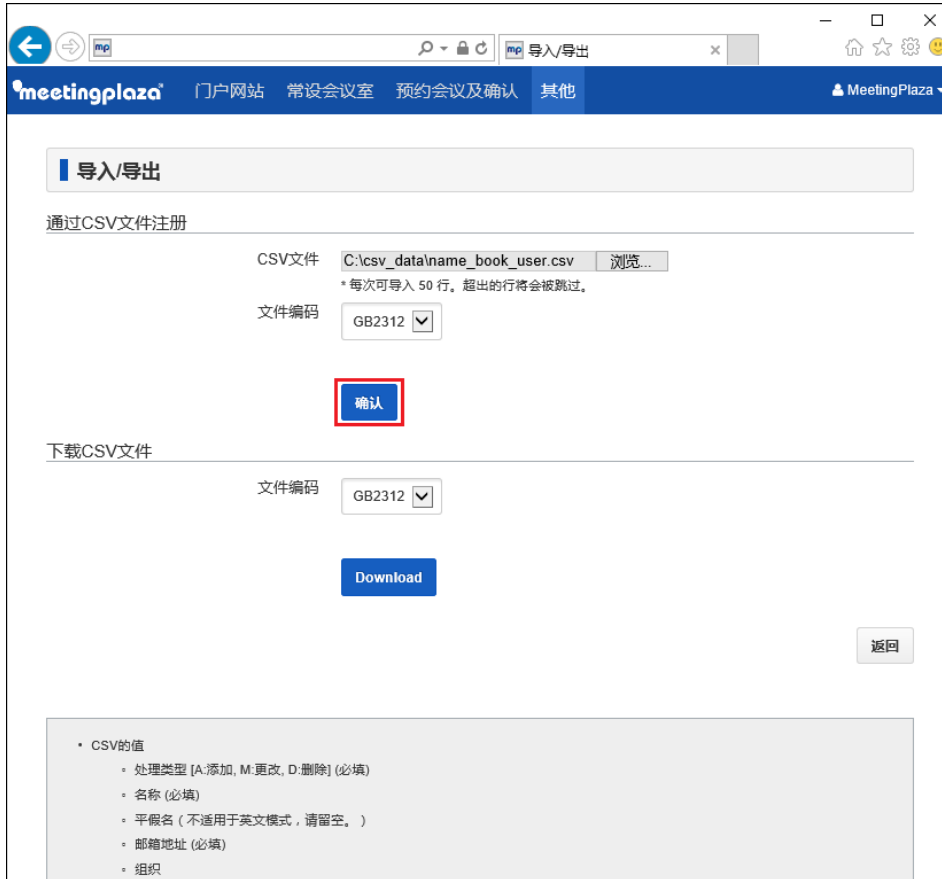 mp
mp 导入/导出
meetingplaza 门户网站 常设会议室 预约会议及确认 其他 MeetingPlaza
导入/导出
通过CSV文件注册
CSV文件 C:\csv_data\name_book_user.csv 浏览...
* 每次可导入 50 行。超出的行将会被跳过。
文件编码 GB2312
确认
下载CSV文件
文件编码 GB2312
Download
返回
• CSV的值
◦ 处理类型 [A:添加, M:更改, D:删除] (必填)
◦ 名称 (必填)
◦ 平假名 ( 不适用于英文模式，请留空。 )
◦ 邮箱地址 (必填)
◦ 组织